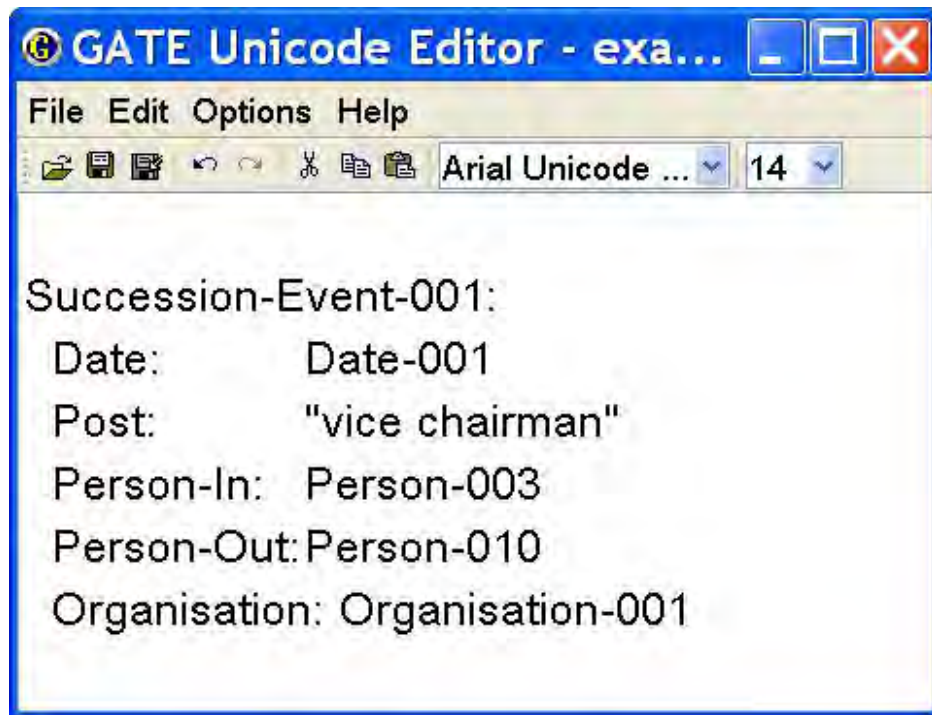 GATE Unicode Editor - exa...
File Edit Options Help
Arial Unicode ... 14
Succession-Event-001:
Date: Date-001
Post: "vice chairman"
Person-In: Person-003
Person-Out: Person-010
Organisation: Organisation-001